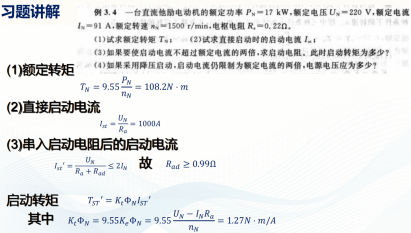 习题讲解
例3.4 一台直流他励电动机的额定功率 P_N=17 kW,额定电压 U_N=220 V,额定电流
I_N=91 A,额定转速 n_N=1500 r/min,电枢电阻 R_a=0.22Ω。
(1)试求额定转矩 T_N; (2)试求直接启动时的启动电流 I_st;
(3)如果要使启动电流不超过额定电流的两倍,求启动电阻。此时启动转矩为多少?
(4)如果采用降压启动,启动电流仍限制为额定电流的两倍,电源电压应为多少?
(1)额定转矩
T_N = 9.55 P_N/n_N = 108.2N · m
(2)直接启动电流
I_st = U_N/R_a = 1000A
(3)串入启动电阻后的启动电流
I_st′ = U_N/(R_a + R_ad) ≤ 2I_N 故 R_ad ≥ 0.99Ω
启动转矩 T_ST′ = K_tΦ_N I_ST′
其中 K_tΦ_N = 9.55K_eΦ_N = 9.55 (U_N − I_N R_a)/n_N = 1.27N · m/A